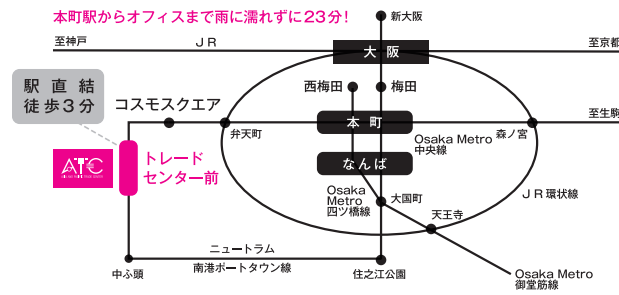 本町駅からオフィスまで雨に濡れずに23分!
新大阪
至神戸
JR
大阪
至京都
駅直結
徒歩3分
西梅田
梅田
コスモスクエア
至生駒
弁天町
本町
森ノ宮
Osaka Metro
中央線
ATC
トレード
センター前
なんば
Osaka
Metro
四ツ橋線
大国町
JR環状線
天王寺
ニュートラム
南港ポートタウン線
中ふ頭
住之江公園
Osaka Metro
御堂筋線